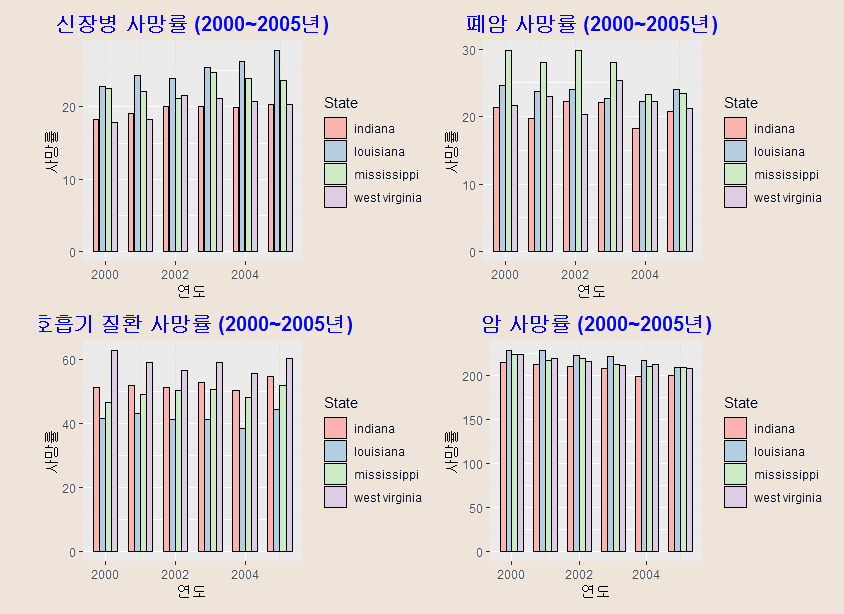 신장병 사망률 (2000~2005년)
사망률
20
10
0
2000
2002
2004
연도
State
indiana
louisiana
mississippi
west virginia
폐암 사망률 (2000~2005년)
사망률
30
20
10
0
2000
2002
2004
연도
State
indiana
louisiana
mississippi
west virginia
호흡기 질환 사망률 (2000~2005년)
사망률
60
40
20
0
2000
2002
2004
연도
State
indiana
louisiana
mississippi
west virginia
암 사망률 (2000~2005년)
사망률
200
150
100
50
0
2000
2002
2004
연도
State
indiana
louisiana
mississippi
west virginia